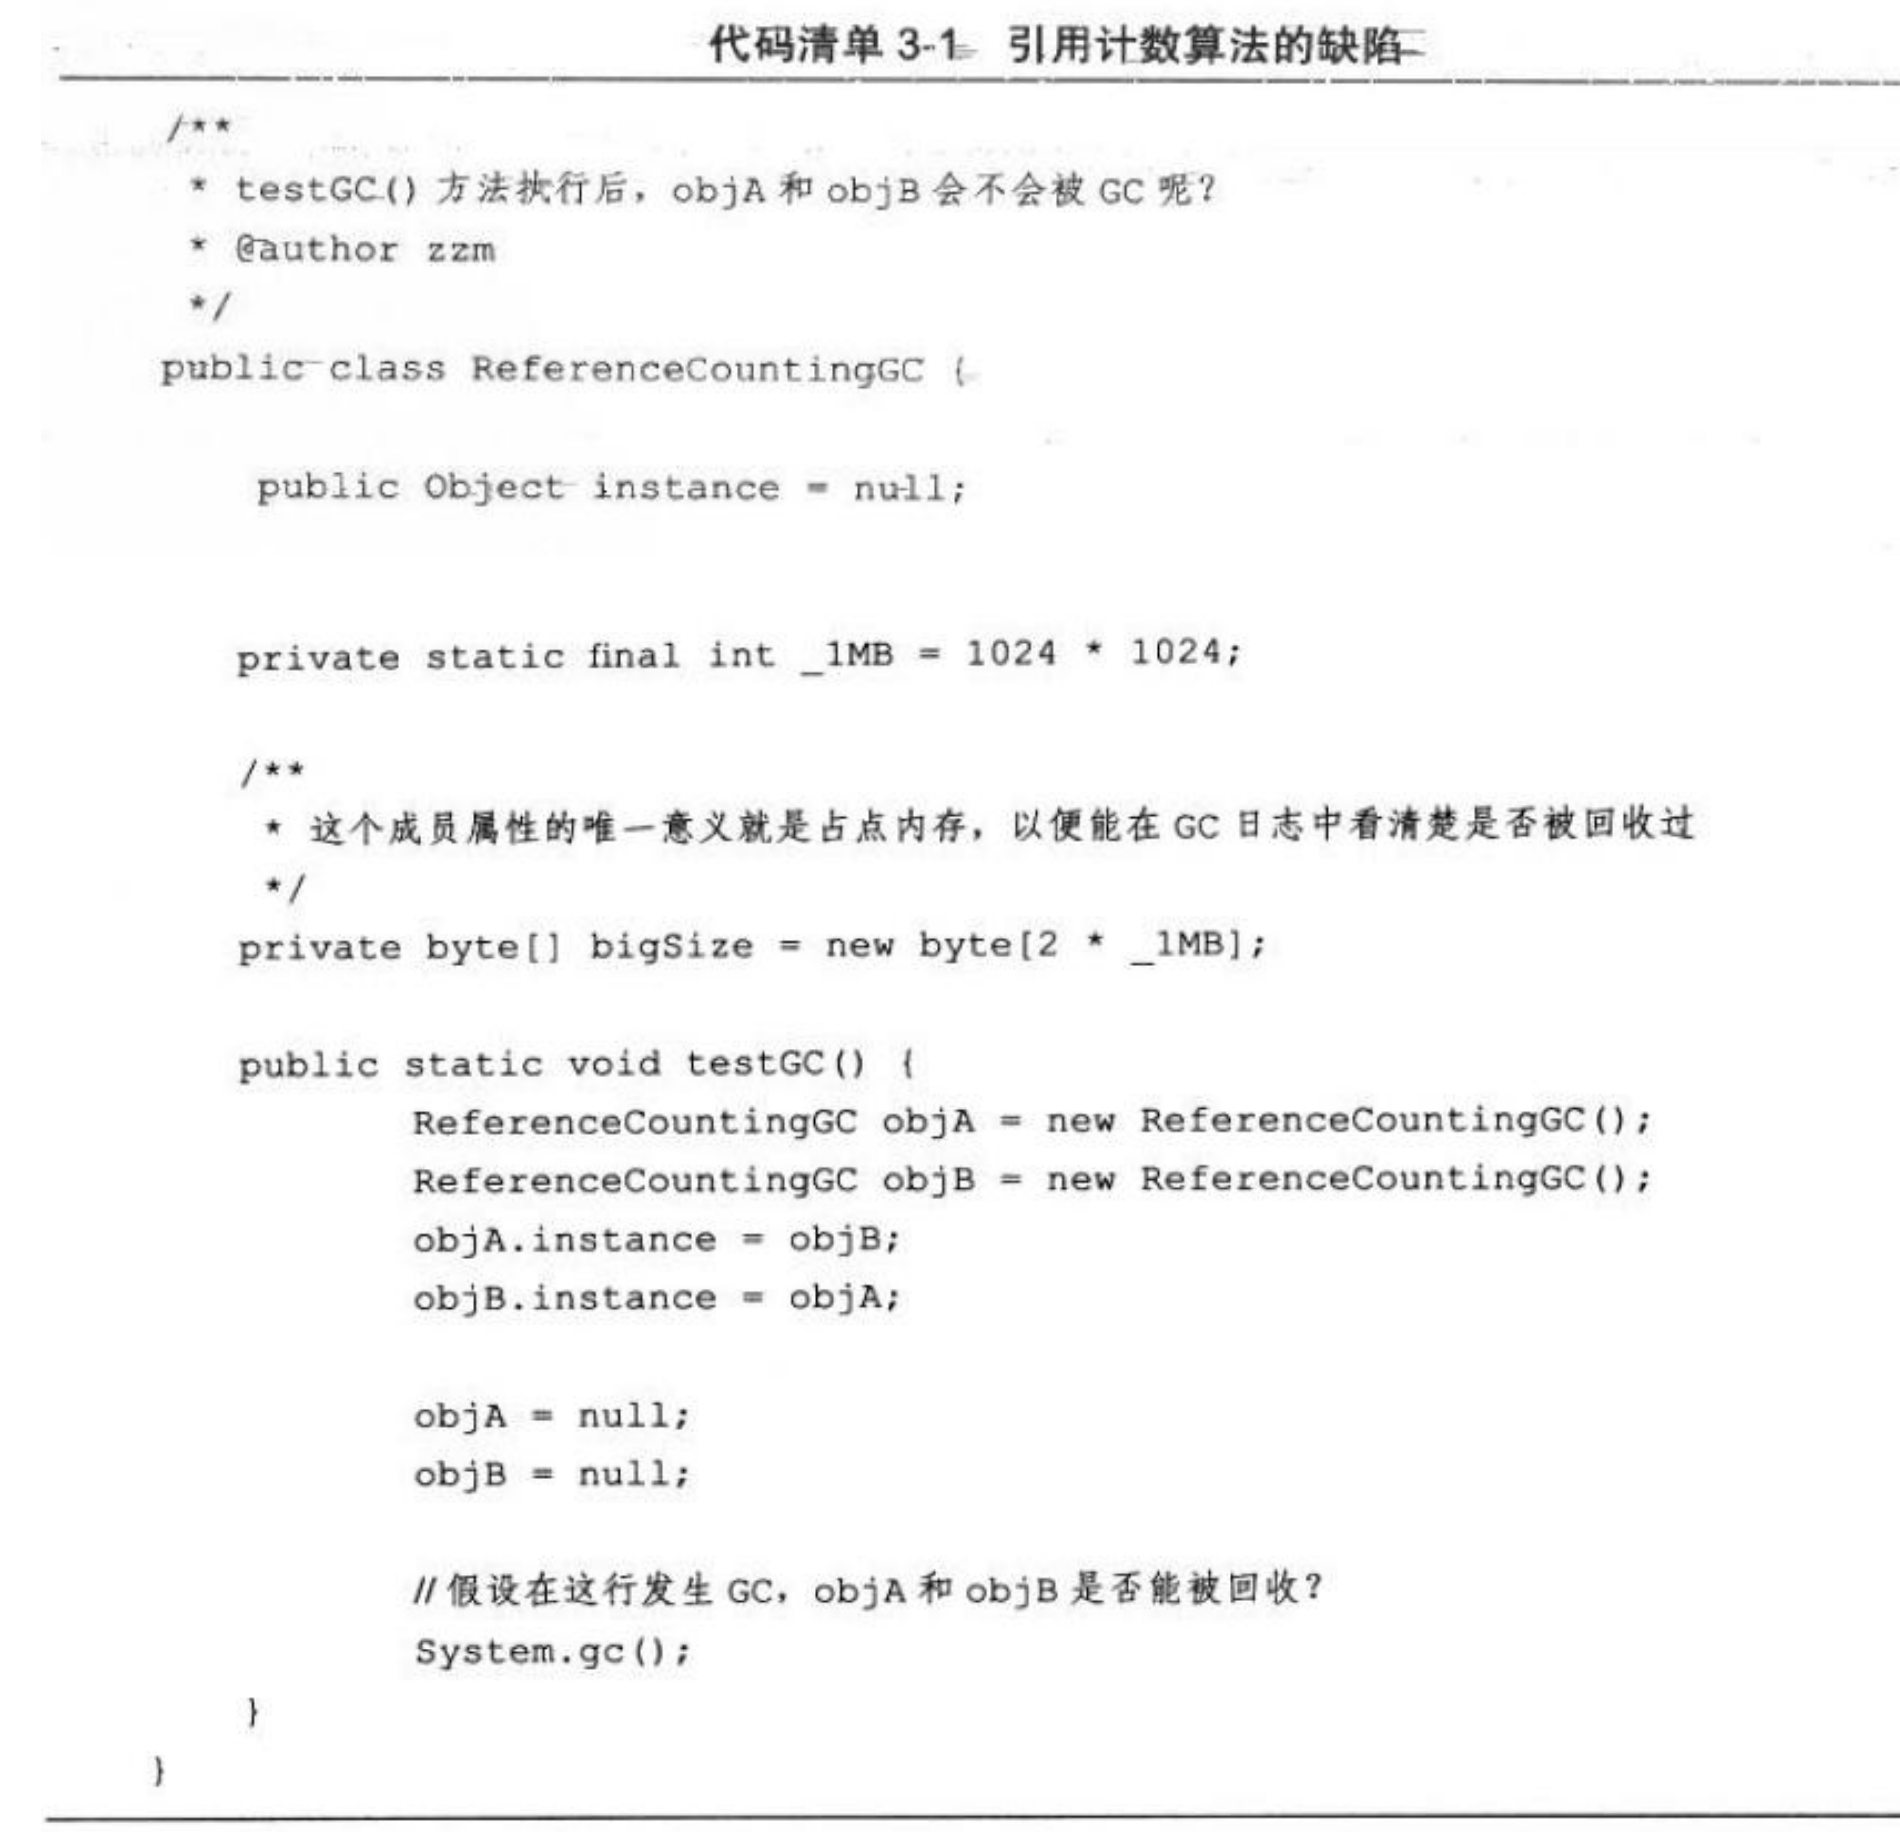 代码清单 3-1 引用计数算法的缺陷
/**
* testGC() 方法执行后，objA 和 objB 会不会被 GC 呢？
* @author zzm
*/
public class ReferenceCountingGC {
public Object instance = null;
private static final int _1MB = 1024 * 1024;
/**
* 这个成员属性的唯一意义就是占点内存，以便能在 GC 日志中看清楚是否被回收过
*/
private byte[] bigSize = new byte[2 * _1MB];
public static void testGC() {
ReferenceCountingGC objA = new ReferenceCountingGC();
ReferenceCountingGC objB = new ReferenceCountingGC();
objA.instance = objB;
objB.instance = objA;
objA = null;
objB = null;
// 假设在这行发生 GC，objA 和 objB 是否能被回收？
System.gc();
}
}